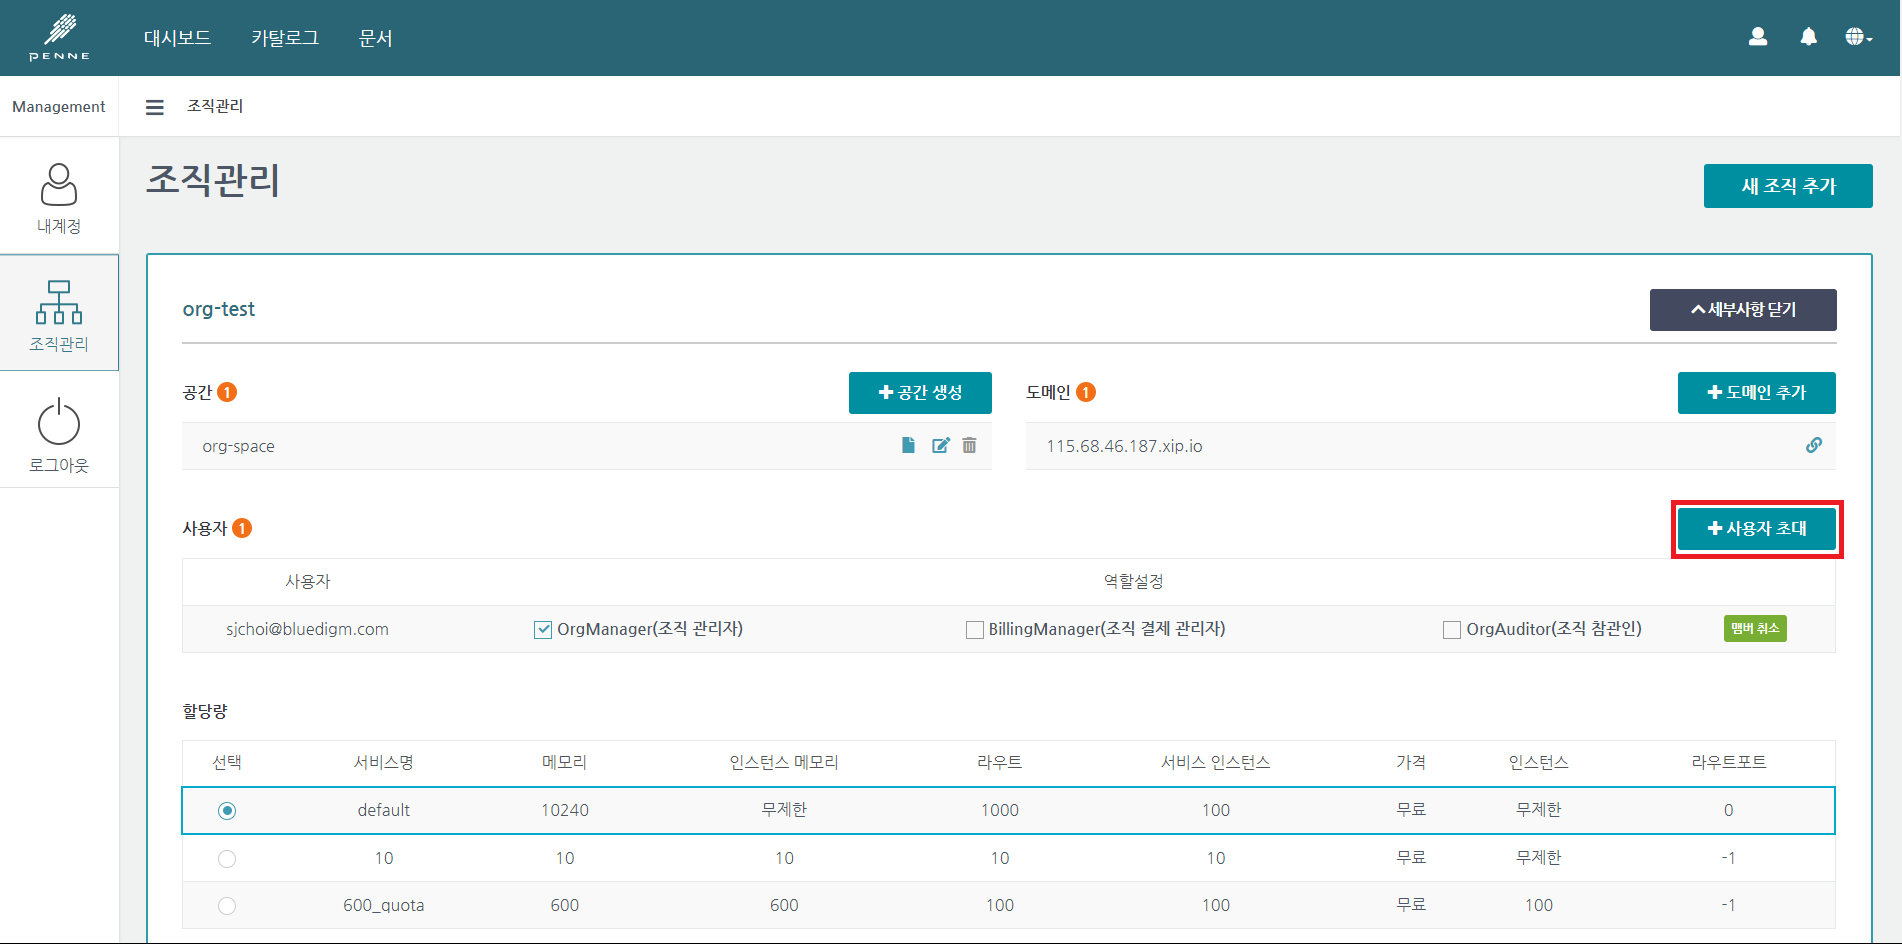 PENNE
대시보드 카탈로그 문서
Management
조직관리
내계정
조직관리
로그아웃
조직관리
새 조직 추가
org-test
세부사항 닫기
공간 1
공간 생성
도메인 1
도메인 추가
org-space
115.68.46.187.xip.io
사용자 1
사용자 초대
사용자 역할설정
sjchoi@bluedigm.com OrgManager(조직 관리자) BillingManager(조직 결제 관리자) OrgAuditor(조직 참관인) 맴버 취소
할당량
선택 서비스명 메모리 인스턴스 메모리 라우트 서비스 인스턴스 가격 인스턴스 라우트포트
default 10240 무제한 1000 100 무료 무제한 0
10 10 10 10 10 무료 무제한 -1
600_quota 600 600 100 100 무료 100 -1